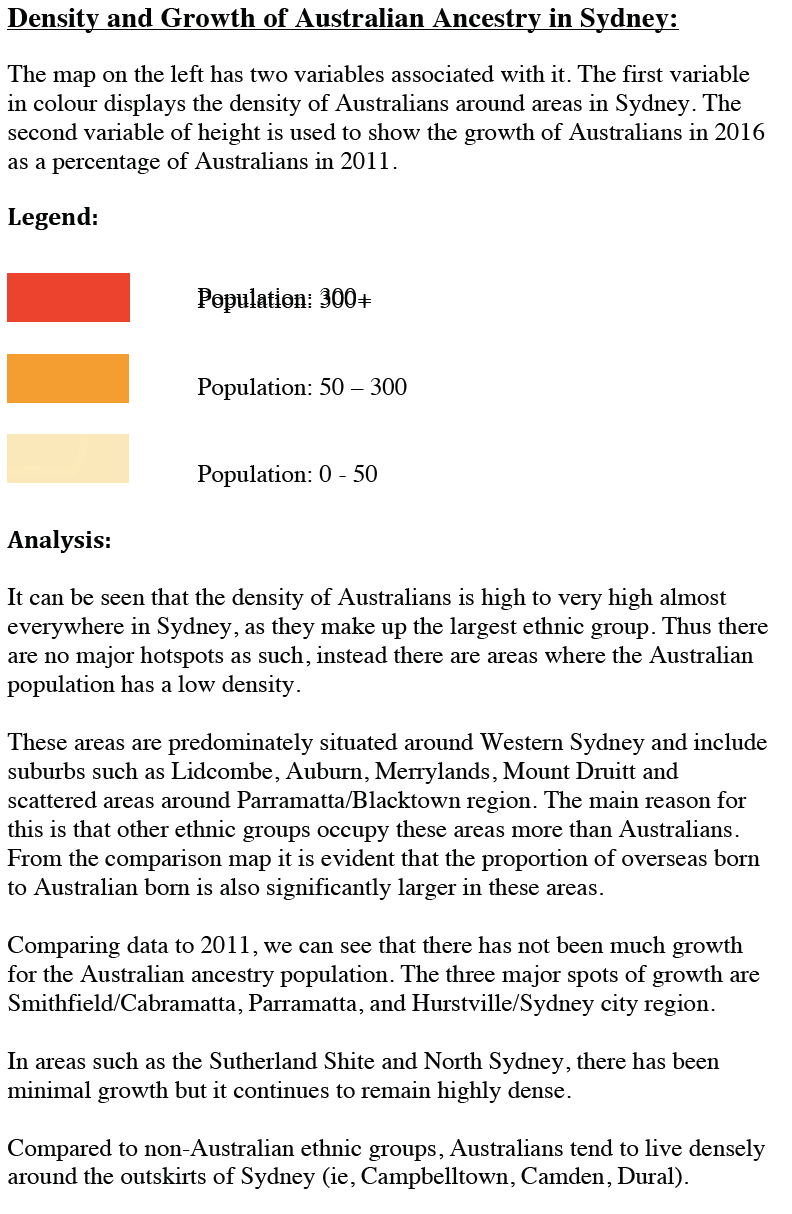 Density and Growth of Australian Ancestry in Sydney:
The map on the left has two variables associated with it. The first variable
in colour displays the density of Australians around areas in Sydney. The
second variable of height is used to show the growth of Australians in 2016
as a percentage of Australians in 2011.
Legend:
Population: 300+
Population: 50 – 300
Population: 0 - 50
Analysis:
It can be seen that the density of Australians is high to very high almost
everywhere in Sydney, as they make up the largest ethnic group. Thus there
are no major hotspots as such, instead there are areas where the Australian
population has a low density.
These areas are predominately situated around Western Sydney and include
suburbs such as Lidcombe, Auburn, Merrylands, Mount Druitt and
scattered areas around Parramatta/Blacktown region. The main reason for
this is that other ethnic groups occupy these areas more than Australians.
From the comparison map it is evident that the proportion of overseas born
to Australian born is also significantly larger in these areas.
Comparing data to 2011, we can see that there has not been much growth
for the Australian ancestry population. The three major spots of growth are
Smithfield/Cabramatta, Parramatta, and Hurstville/Sydney city region.
In areas such as the Sutherland Shite and North Sydney, there has been
minimal growth but it continues to remain highly dense.
Compared to non-Australian ethnic groups, Australians tend to live densely
around the outskirts of Sydney (ie, Campbelltown, Camden, Dural).